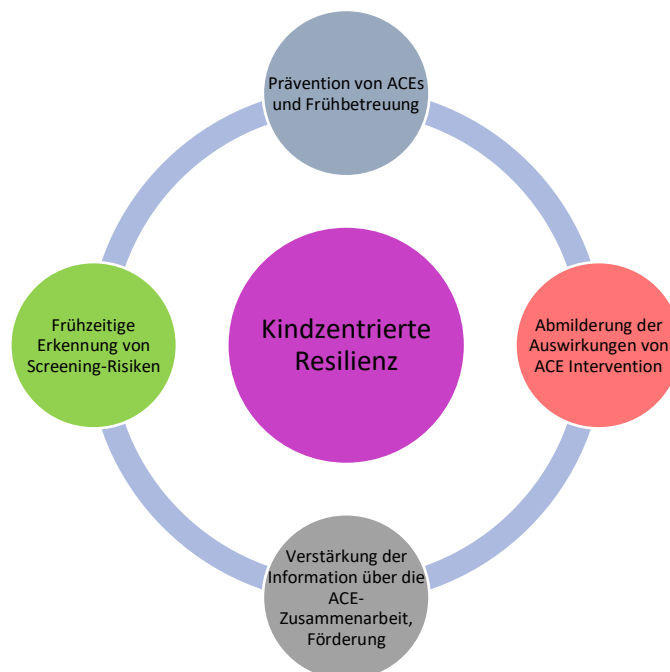 Prävention von ACEs
und Frühbetreuung
Frühzeitige
Erkennung von
Screening-Risiken
Kindzentrierte
Resilienz
Abmilderung der
Auswirkungen von
ACE Intervention
Verstärkung der
Information über die
ACE-
Zusammenarbeit,
Förderung